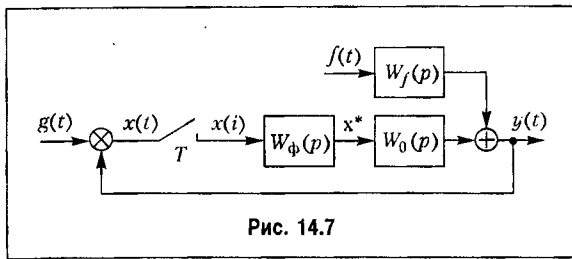 f(t)
W_f(p)
g(t)
x(t)
x(i)
x*
y(t)
T
W_ф(p)
W_0(p)
Рис. 14.7